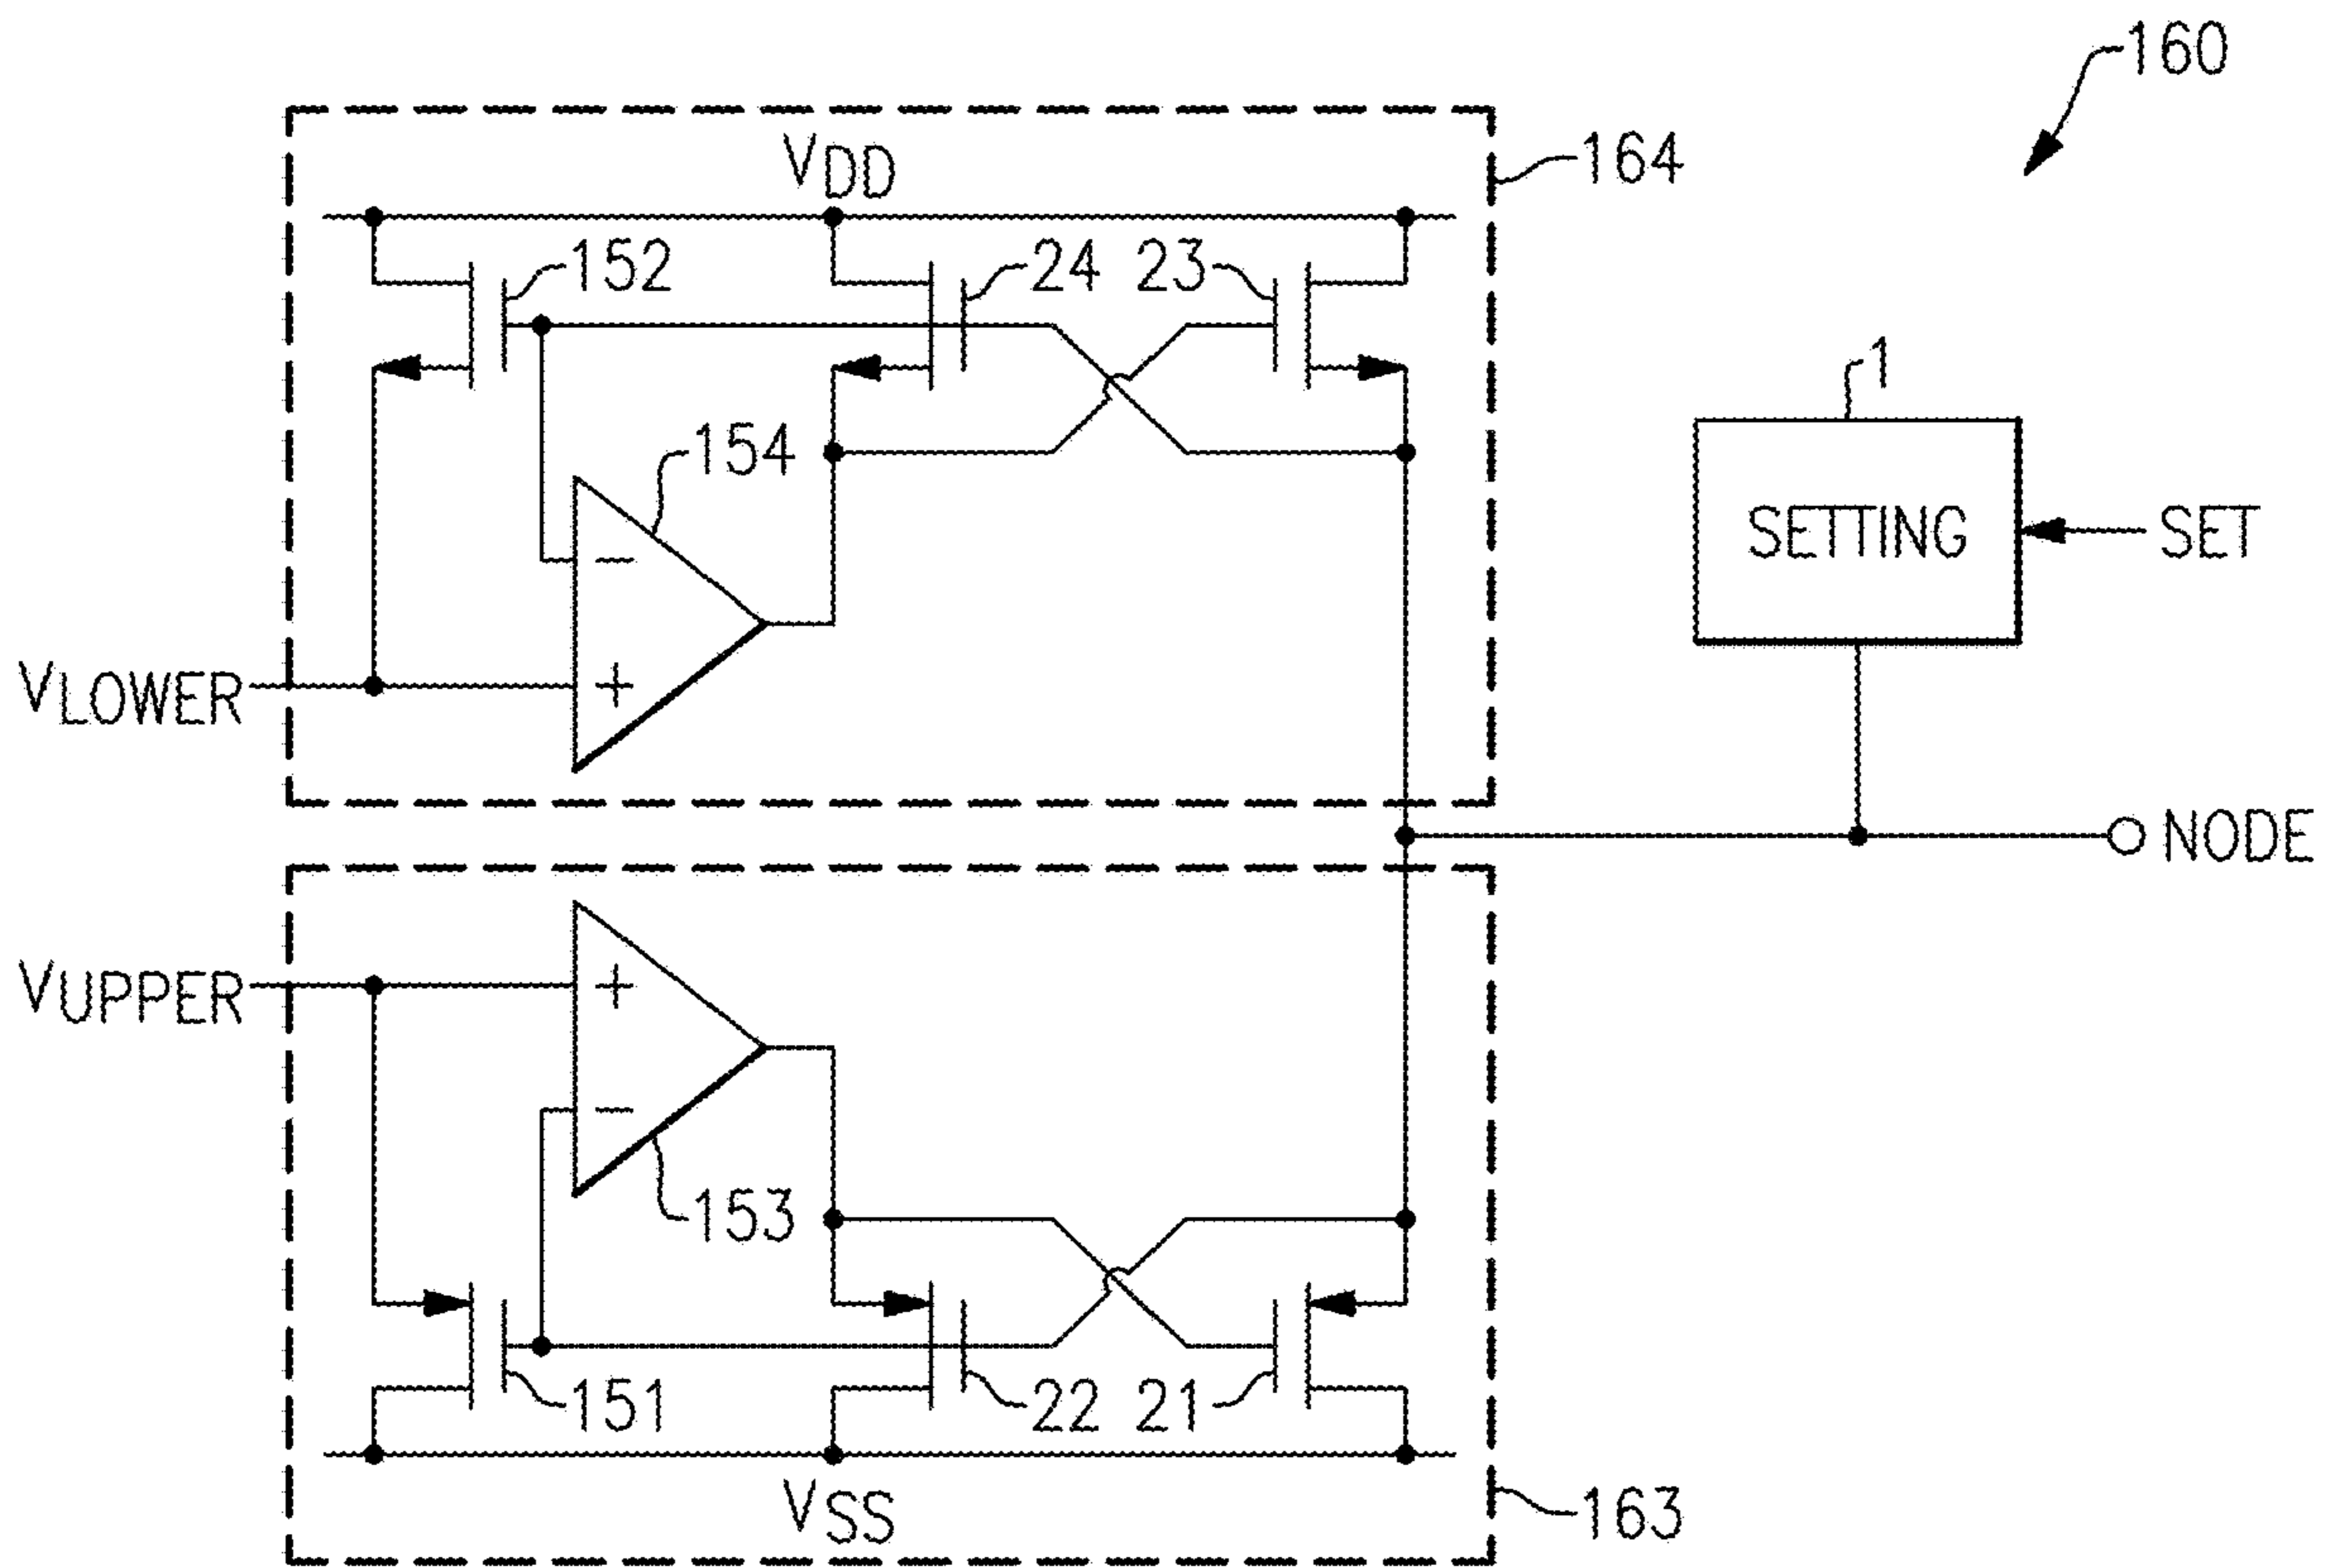 160
VDD
164
152
24
23
1
154
SETTING
SET
−
VLOWER
+
NODE
VUPPER
+
−
153
151
22
21
VSS
163